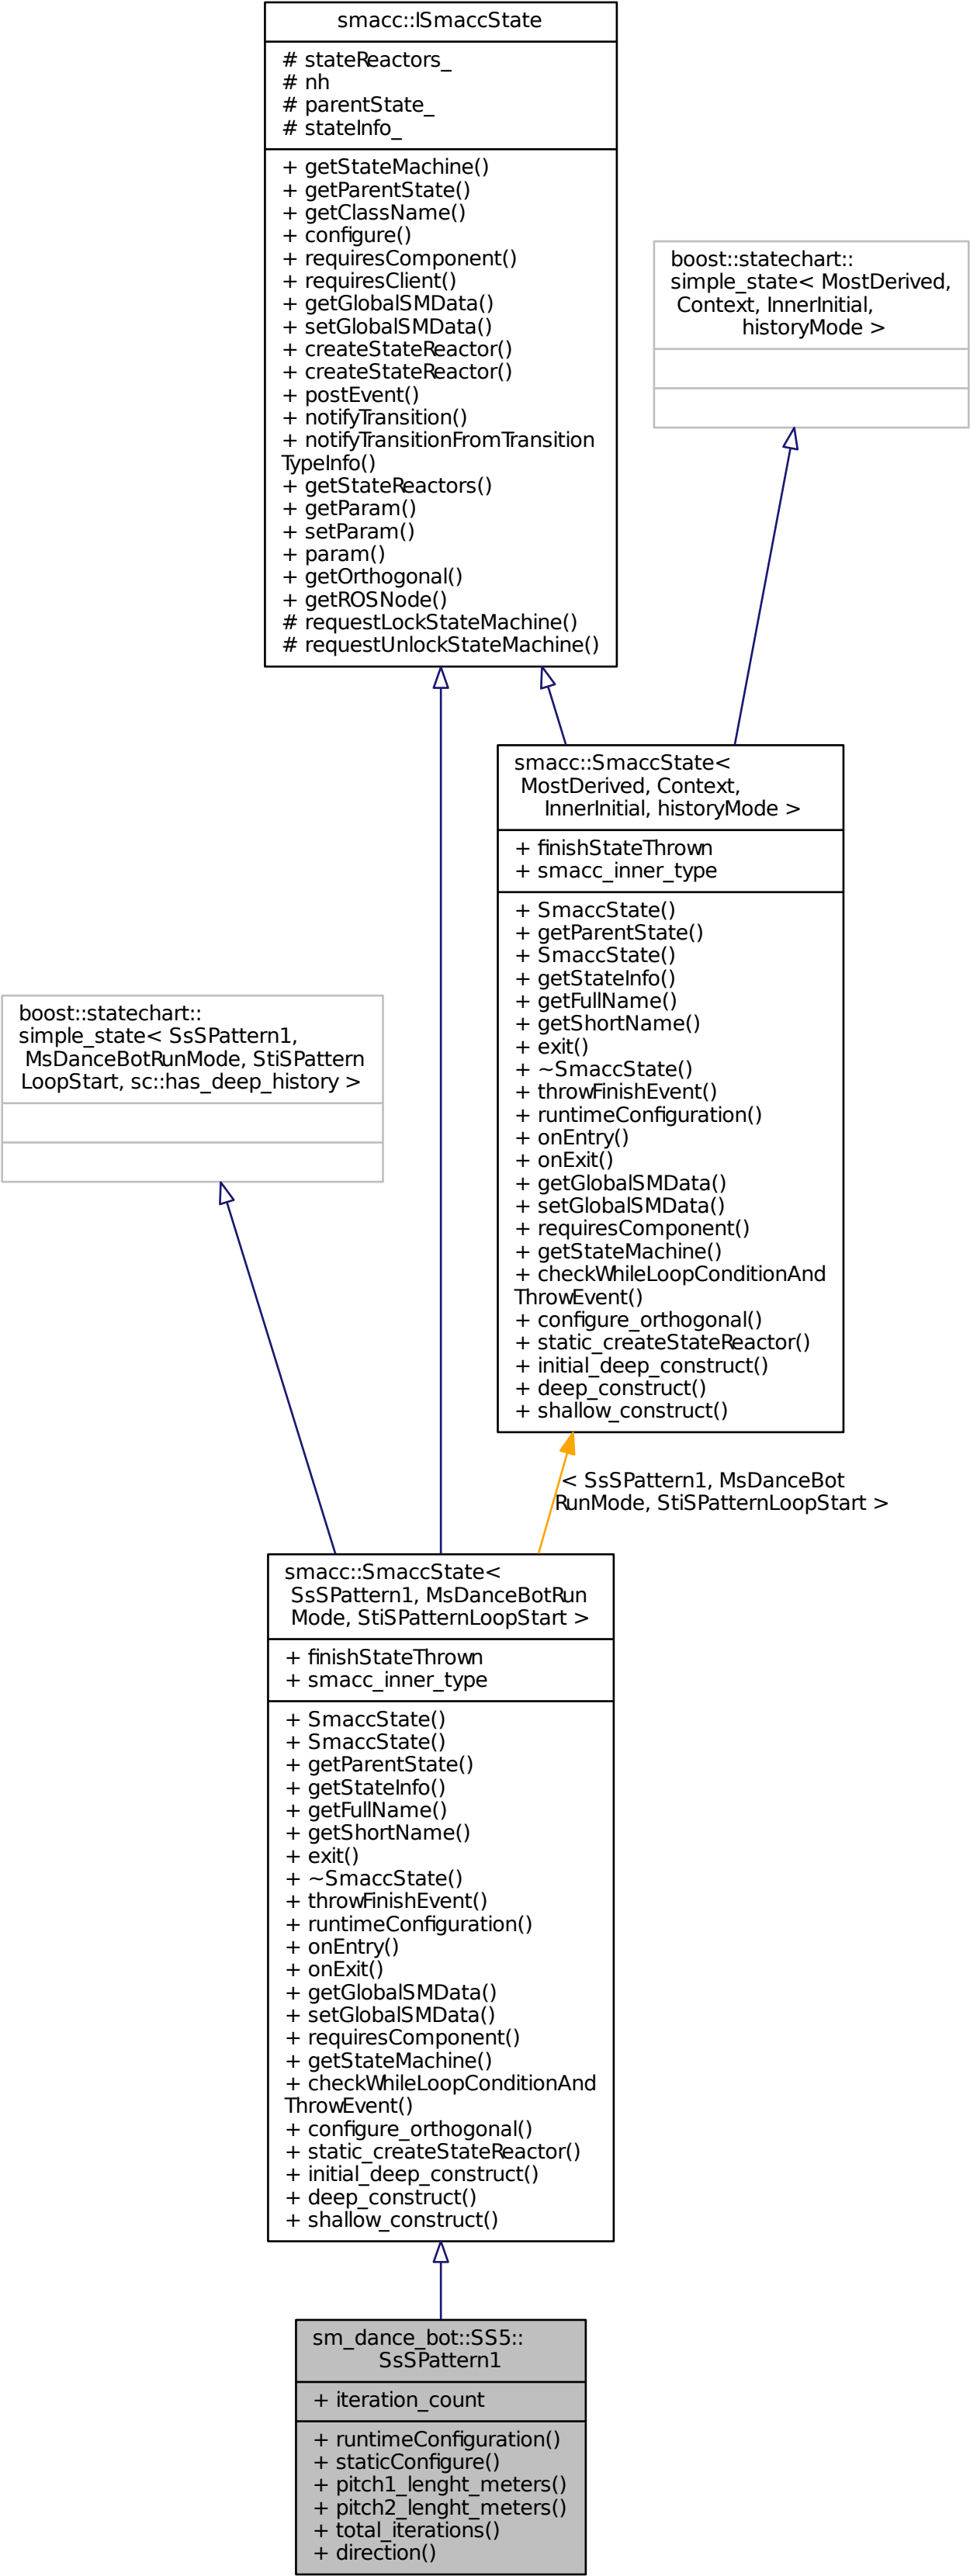 smacc::ISmaccState
# stateReactors_
# nh
# parentState_
# stateInfo_
+ getStateMachine()
+ getParentState()
+ getClassName()
+ configure()
+ requiresComponent()
+ requiresClient()
+ getGlobalSMData()
+ setGlobalSMData()
+ createStateReactor()
+ createStateReactor()
+ postEvent()
+ notifyTransition()
+ notifyTransitionFromTransition
TypeInfo()
+ getStateReactors()
+ getParam()
+ setParam()
+ param()
+ getOrthogonal()
+ getROSNode()
# requestLockStateMachine()
# requestUnlockStateMachine()
boost::statechart::
simple_state< MostDerived,
Context, InnerInitial,
historyMode >
smacc::SmaccState<
MostDerived, Context,
InnerInitial, historyMode >
+ finishStateThrown
+ smacc_inner_type
+ SmaccState()
+ getParentState()
+ SmaccState()
+ getStateInfo()
+ getFullName()
+ getShortName()
+ exit()
+ ~SmaccState()
+ throwFinishEvent()
+ runtimeConfiguration()
+ onEntry()
+ onExit()
+ getGlobalSMData()
+ setGlobalSMData()
+ requiresComponent()
+ getStateMachine()
+ checkWhileLoopConditionAnd
ThrowEvent()
+ configure_orthogonal()
+ static_createStateReactor()
+ initial_deep_construct()
+ deep_construct()
+ shallow_construct()
boost::statechart::
simple_state< SsSPattern1,
MsDanceBotRunMode, StiSPattern
LoopStart, sc::has_deep_history >
< SsSPattern1, MsDanceBot
RunMode, StiSPatternLoopStart >
smacc::SmaccState<
SsSPattern1, MsDanceBotRun
Mode, StiSPatternLoopStart >
+ finishStateThrown
+ smacc_inner_type
+ SmaccState()
+ SmaccState()
+ getParentState()
+ getStateInfo()
+ getFullName()
+ getShortName()
+ exit()
+ ~SmaccState()
+ throwFinishEvent()
+ runtimeConfiguration()
+ onEntry()
+ onExit()
+ getGlobalSMData()
+ setGlobalSMData()
+ requiresComponent()
+ getStateMachine()
+ checkWhileLoopConditionAnd
ThrowEvent()
+ configure_orthogonal()
+ static_createStateReactor()
+ initial_deep_construct()
+ deep_construct()
+ shallow_construct()
sm_dance_bot::SS5::
SsSPattern1
+ iteration_count
+ runtimeConfiguration()
+ staticConfigure()
+ pitch1_lenght_meters()
+ pitch2_lenght_meters()
+ total_iterations()
+ direction()